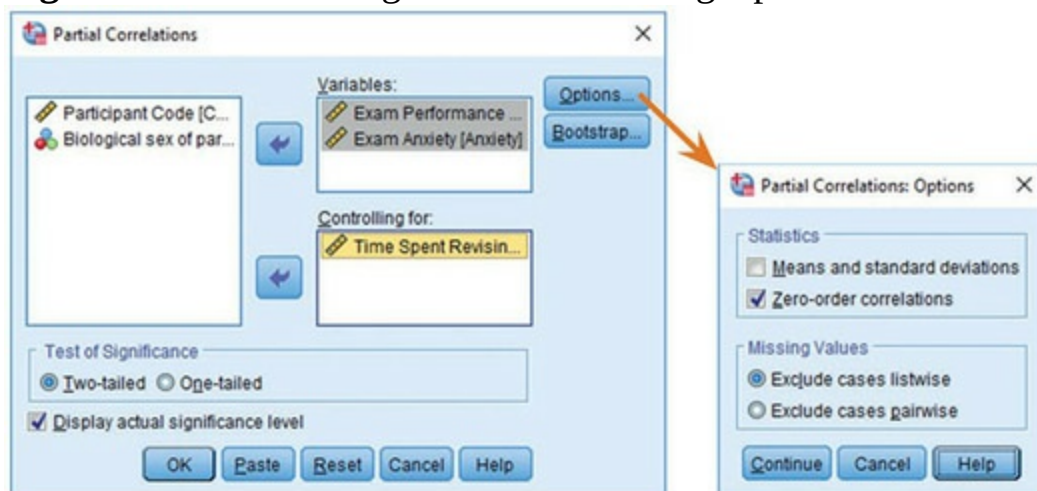 Partial Correlations
Variables:
Participant Code [C...
Biological sex of par...
Exam Performance ...
Exam Anxiety [Anxiety]
Options...
Bootstrap...
Controlling for:
Time Spent Revisin...
Test of Significance
Two-tailed One-tailed
Display actual significance level
OK Paste Reset Cancel Help
Partial Correlations: Options
Statistics
Means and standard deviations
Zero-order correlations
Missing Values
Exclude cases listwise
Exclude cases pairwise
Continue Cancel Help